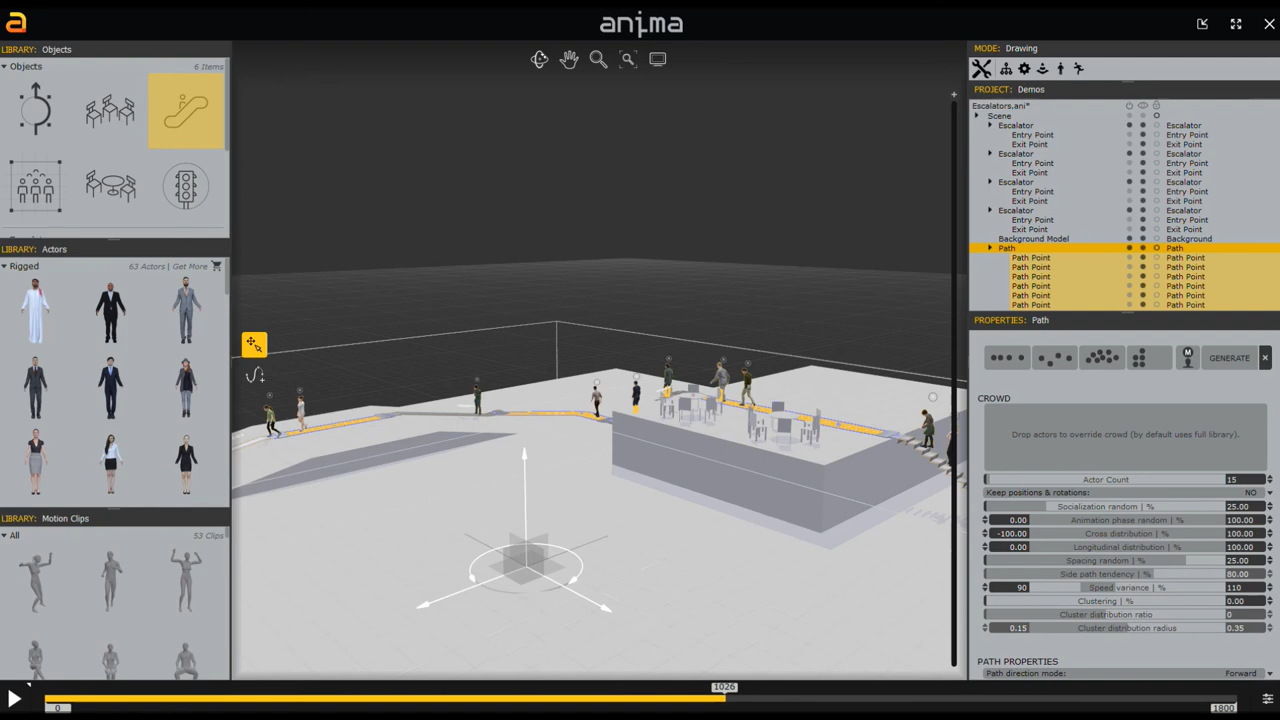 anima
LIBRARY: Objects
Objects 6 Items
LIBRARY: Actors
Rigged 63 Actors | Get More
LIBRARY: Motion Clips
All 53 Clips
MODE: Drawing
PROJECT: Demos
Escalators.ani*
Scene
Escalator Escalator
Entry Point Entry Point
Exit Point Exit Point
Escalator Escalator
Entry Point Entry Point
Exit Point Exit Point
Escalator Escalator
Entry Point Entry Point
Exit Point Exit Point
Escalator Escalator
Entry Point Entry Point
Exit Point Exit Point
Background Model Background
Path Path
Path Point Path Point
Path Point Path Point
Path Point Path Point
Path Point Path Point
Path Point Path Point
Path Point Path Point
PROPERTIES: Path
M GENERATE
CROWD
Drop actors to override crowd (by default uses full library).
Actor Count 15
Keep positions & rotations: NO
Socialization random | % 25.00
0.00 Animation phase random | % 100.00
-100.00 Cross distribution | % 100.00
0.00 Longitudinal distribution | % 100.00
Spacing random | % 25.00
Side path tendency | % 80.00
90 Speed variance | % 110
Clustering | % 0.00
Cluster distribution ratio 0
0.15 Cluster distribution radius 0.35
PATH PROPERTIES
Path direction mode: Forward
1026
0 1800